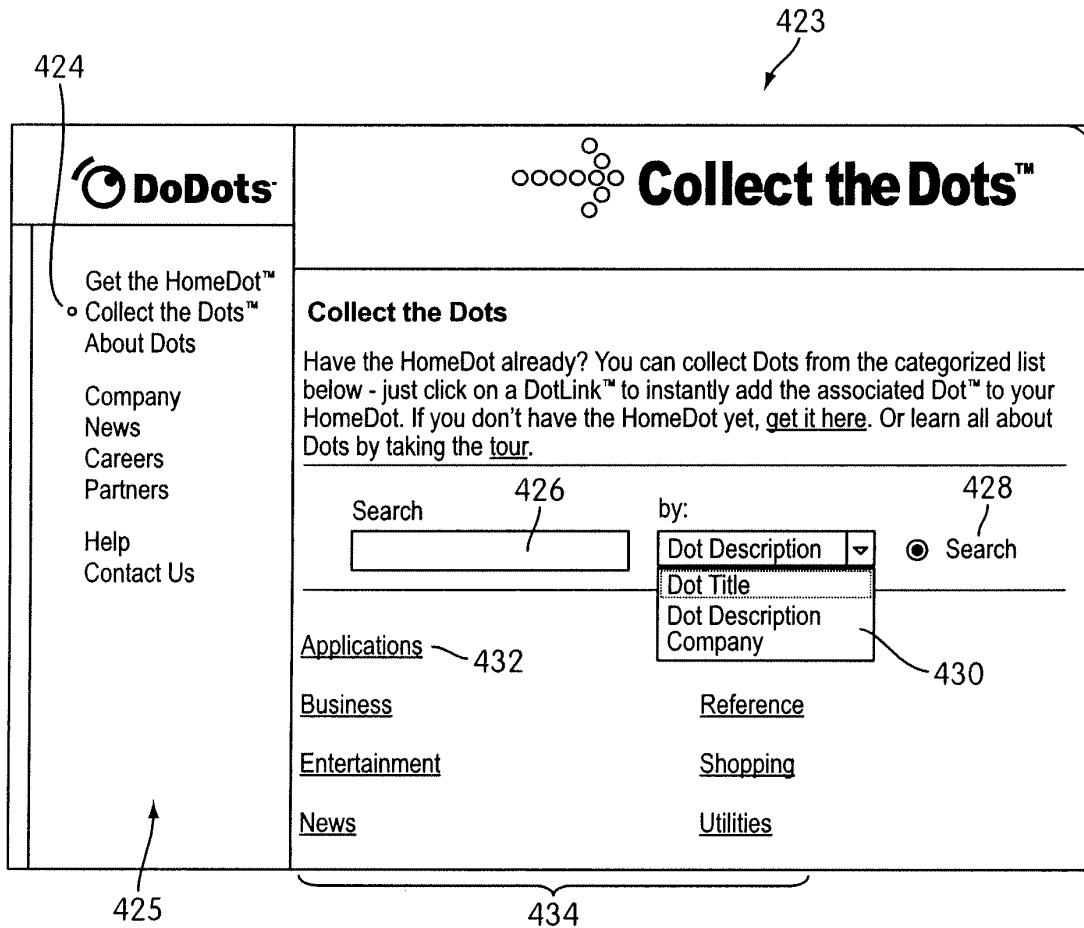 423
424
DoDots
Collect the Dots™
Get the HomeDot™
Collect the Dots™
About Dots
Company
News
Careers
Partners
Help
Contact Us
Collect the Dots
Have the HomeDot already? You can collect Dots from the categorized list
below - just click on a DotLink™ to instantly add the associated Dot™ to your
HomeDot. If you don't have the HomeDot yet, get it here. Or learn all about
Dots by taking the tour.
Search
426
by:
428
Dot Description
Search
Dot Title
Dot Description
Company
430
Applications
432
Business
Reference
Entertainment
Shopping
News
Utilities
425
434